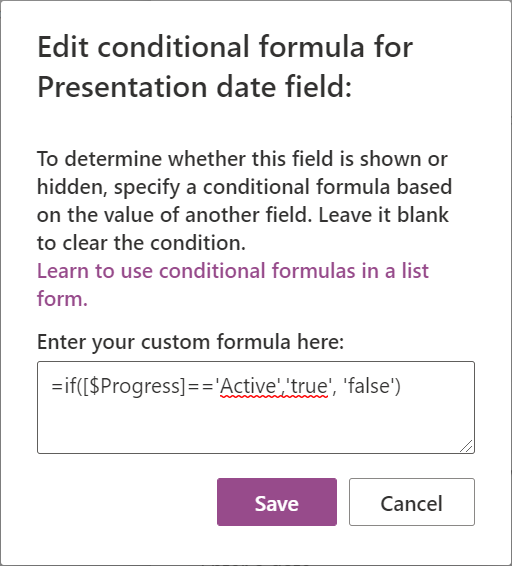 Edit conditional formula for
Presentation date field:
To determine whether this field is shown or
hidden, specify a conditional formula based
on the value of another field. Leave it blank
to clear the condition.
Learn to use conditional formulas in a list
form.
Enter your custom formula here:
=if([$Progress]=='Active','true', 'false')
Save Cancel